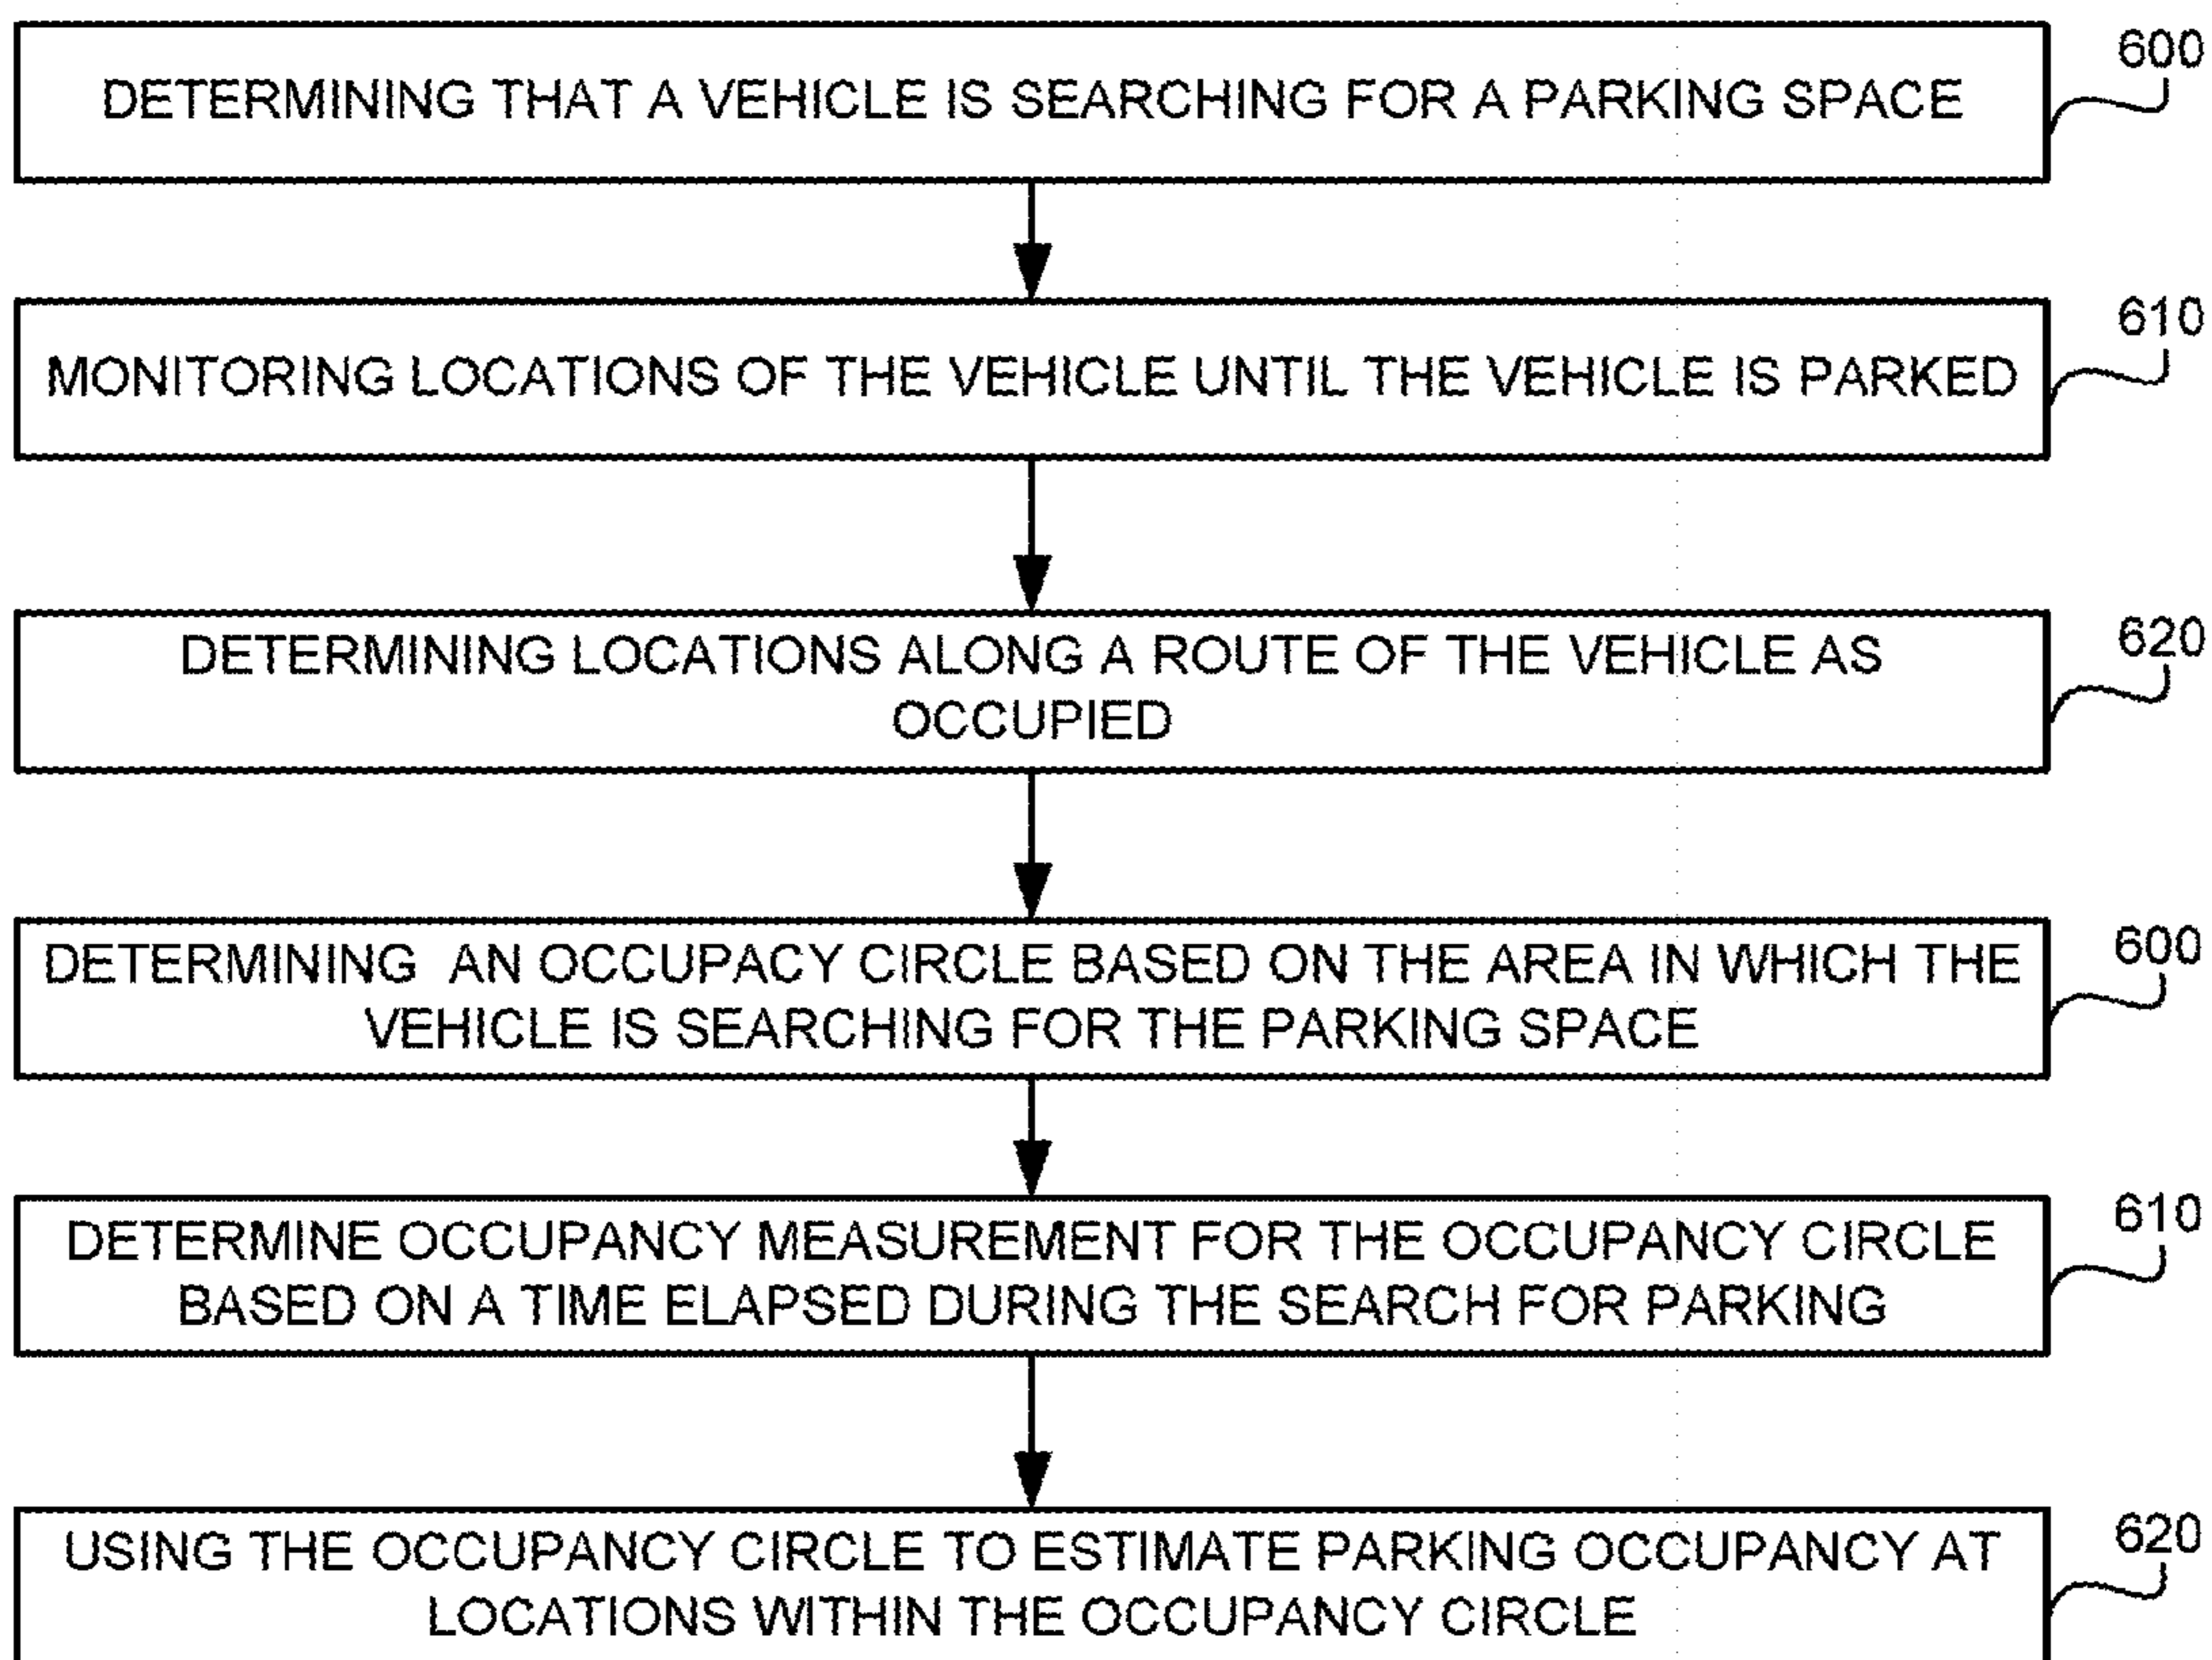 DETERMINING THAT A VEHICLE IS SEARCHING FOR A PARKING SPACE
600
MONITORING LOCATIONS OF THE VEHICLE UNTIL THE VEHICLE IS PARKED
610
DETERMINING LOCATIONS ALONG A ROUTE OF THE VEHICLE AS
OCCUPIED
620
DETERMINING AN OCCUPACY CIRCLE BASED ON THE AREA IN WHICH THE
VEHICLE IS SEARCHING FOR THE PARKING SPACE
600
DETERMINE OCCUPANCY MEASUREMENT FOR THE OCCUPANCY CIRCLE
BASED ON A TIME ELAPSED DURING THE SEARCH FOR PARKING
610
USING THE OCCUPANCY CIRCLE TO ESTIMATE PARKING OCCUPANCY AT
LOCATIONS WITHIN THE OCCUPANCY CIRCLE
620